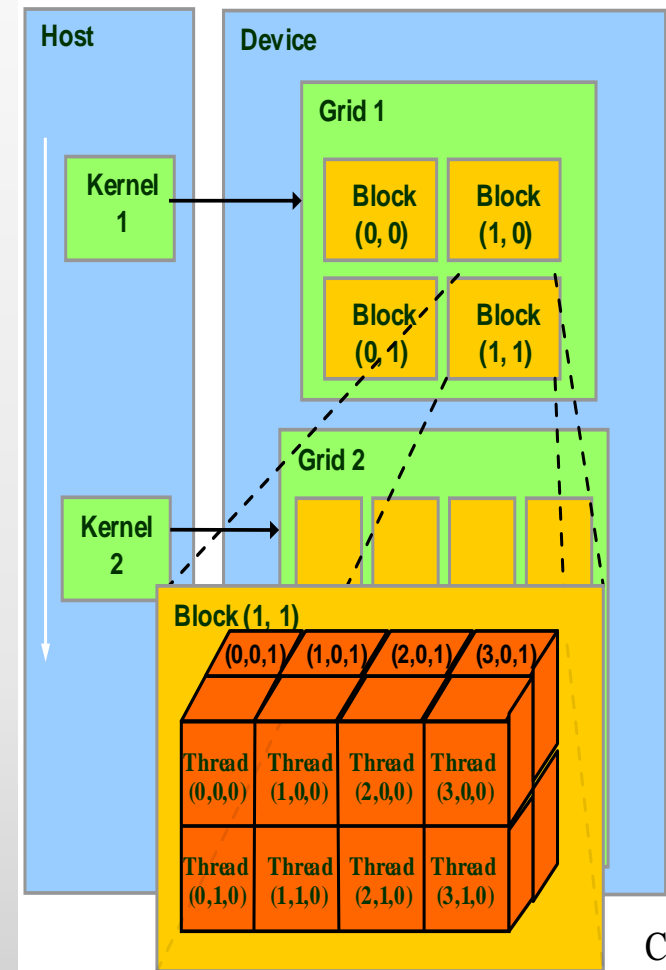 Host
Device
Grid 1
Kernel
1
Block
(0, 0)
Block
(1, 0)
Block
(0, 1)
Block
(1, 1)
Grid 2
Kernel
2
Block (1, 1)
(0,0,1) (1,0,1) (2,0,1) (3,0,1)
Thread
(0,0,0)
Thread
(1,0,0)
Thread
(2,0,0)
Thread
(3,0,0)
Thread
(0,1,0)
Thread
(1,1,0)
Thread
(2,1,0)
Thread
(3,1,0)
C